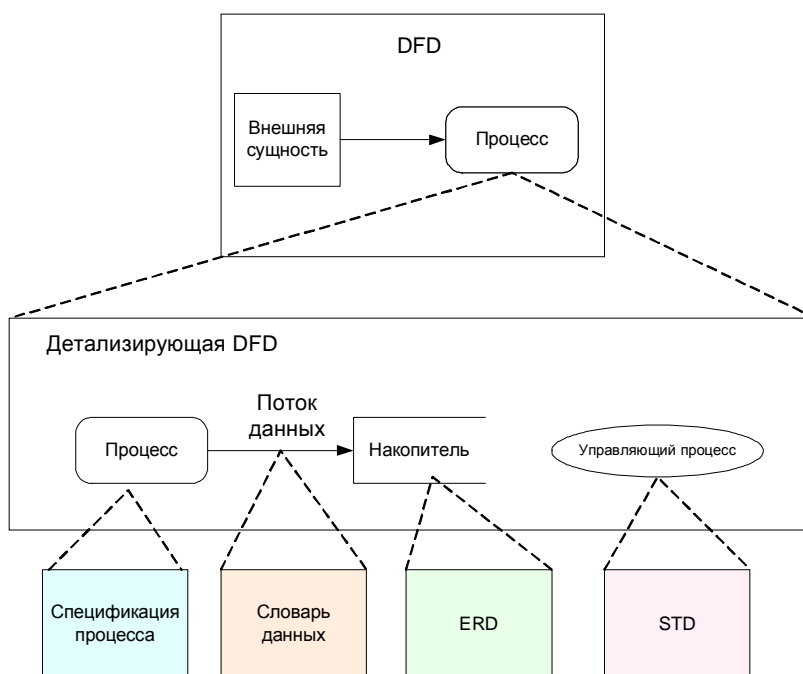 DFD
Внешняя
сущность
Процесс
Детализирующая DFD
Поток
данных
Процесс
Накопитель
Управляющий процесс
Спецификация
процесса
Словарь
данных
ERD
STD